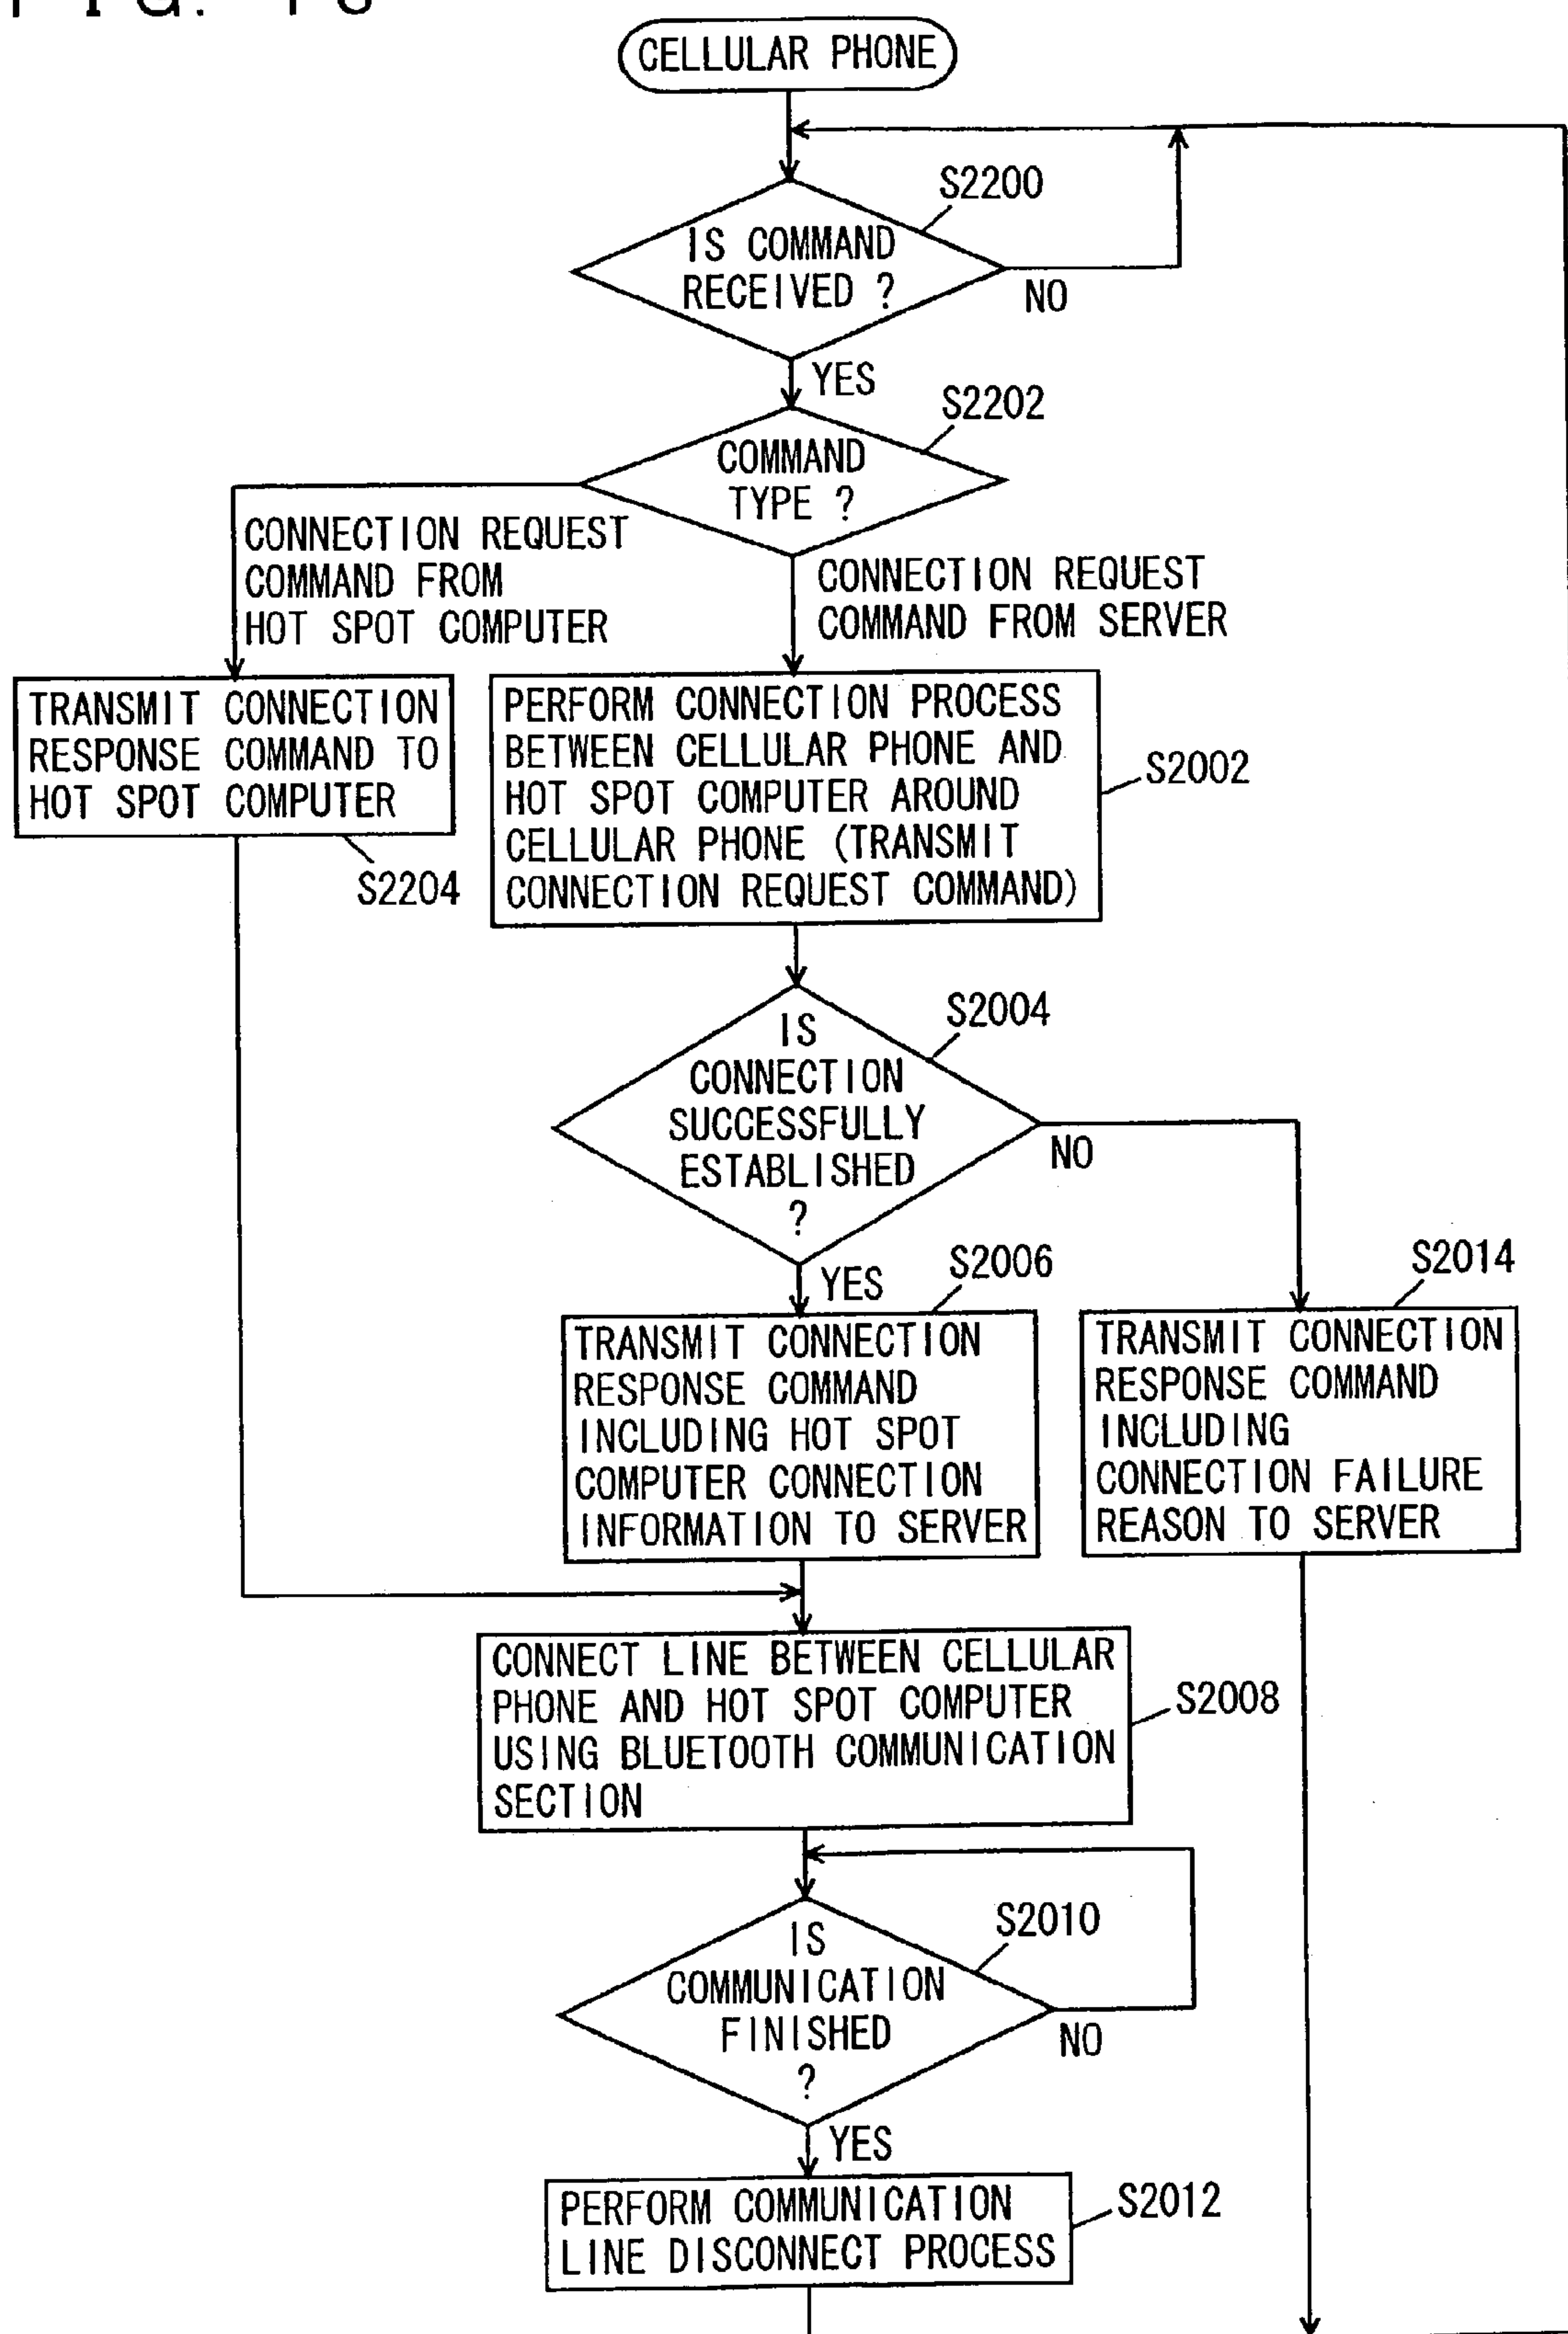 CELLULAR PHONE
S2200
IS COMMAND
RECEIVED ?
NO
YES
S2202
COMMAND
TYPE ?
CONNECTION REQUEST
COMMAND FROM
HOT SPOT COMPUTER
CONNECTION REQUEST
COMMAND FROM SERVER
TRANSMIT CONNECTION
RESPONSE COMMAND TO
HOT SPOT COMPUTER
S2204
PERFORM CONNECTION PROCESS
BETWEEN CELLULAR PHONE AND
HOT SPOT COMPUTER AROUND
CELLULAR PHONE (TRANSMIT
CONNECTION REQUEST COMMAND)
S2002
S2004
IS
CONNECTION
SUCCESSFULLY
ESTABLISHED
?
NO
YES
S2006
TRANSMIT CONNECTION
RESPONSE COMMAND
INCLUDING HOT SPOT
COMPUTER CONNECTION
INFORMATION TO SERVER
S2014
TRANSMIT CONNECTION
RESPONSE COMMAND
INCLUDING
CONNECTION FAILURE
REASON TO SERVER
CONNECT LINE BETWEEN CELLULAR
PHONE AND HOT SPOT COMPUTER
USING BLUETOOTH COMMUNICATION
SECTION
S2008
S2010
IS
COMMUNICATION
FINISHED
?
NO
YES
PERFORM COMMUNICATION
LINE DISCONNECT PROCESS
S2012